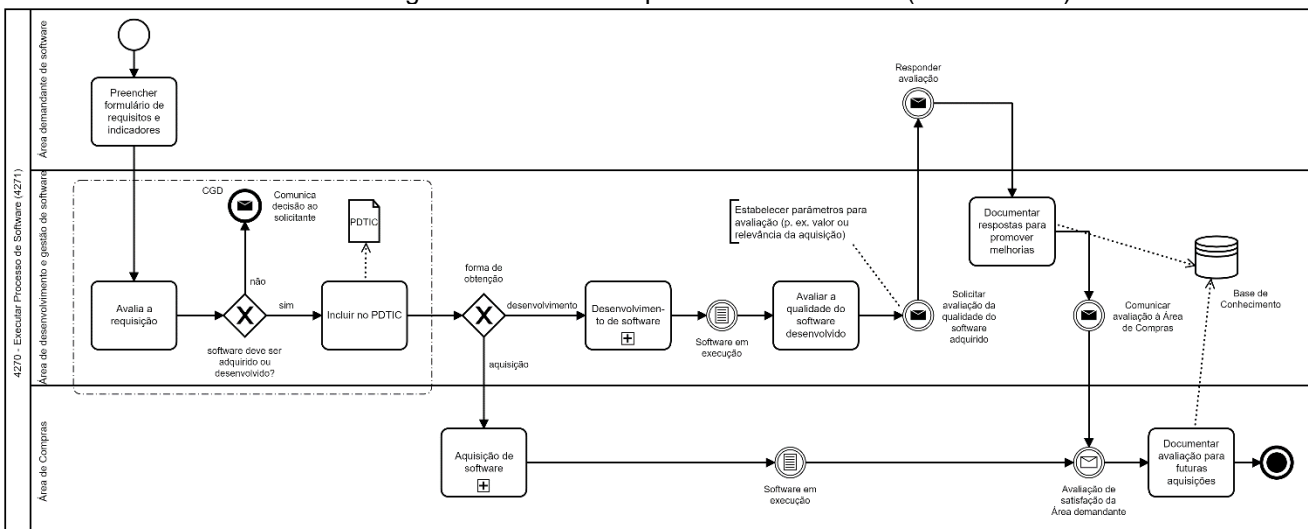 4270 - Executar Processo de Software (4271)
Área demandante de software
Preencher
formulário de
requisitos e
indicadores
Responder
avaliação
Área de desenvolvimento e gestão de software
CGD
Comunica
decisão ao
solicitante
PDTIC
Avalia a
requisição
não
sim
software deve ser
adquirido ou
desenvolvido?
Incluir no PDTIC
forma de
obtenção
desenvolvimento
aquisição
Desenvolvimen-
to de software
Software em
execução
Avaliar a
qualidade do
software
desenvolvido
Estabelecer parâmetros para
avaliação (p. ex. valor ou
relevância da aquisição)
Solicitar
avaliação da
qualidade do
software
adquirido
Documentar
respostas para
promover
melhorias
Comunicar
avaliação à Área
de Compras
Base de
Conhecimento
Área de Compras
Aquisição de
software
Software em
execução
Avaliação de
satisfação da
Área demandante
Documentar
avaliação para
futuras
aquisições